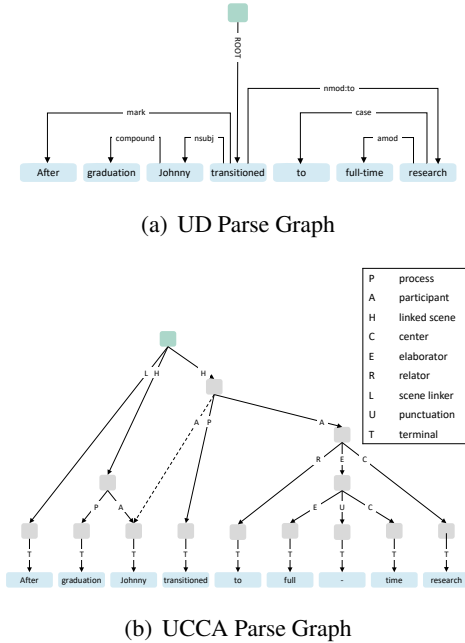 ROOT
nmod:to
mark
case
compound
nsubj
amod
After graduation Johnny transitioned to full-time research
(a) UD Parse Graph
P process
A participant
H linked scene
C center
E elaborator
R relator
L scene linker
U punctuation
T terminal
L H H
A P A
R E C
P A E U C
T T T T T T T T T
After graduation Johnny transitioned to full - time research
(b) UCCA Parse Graph